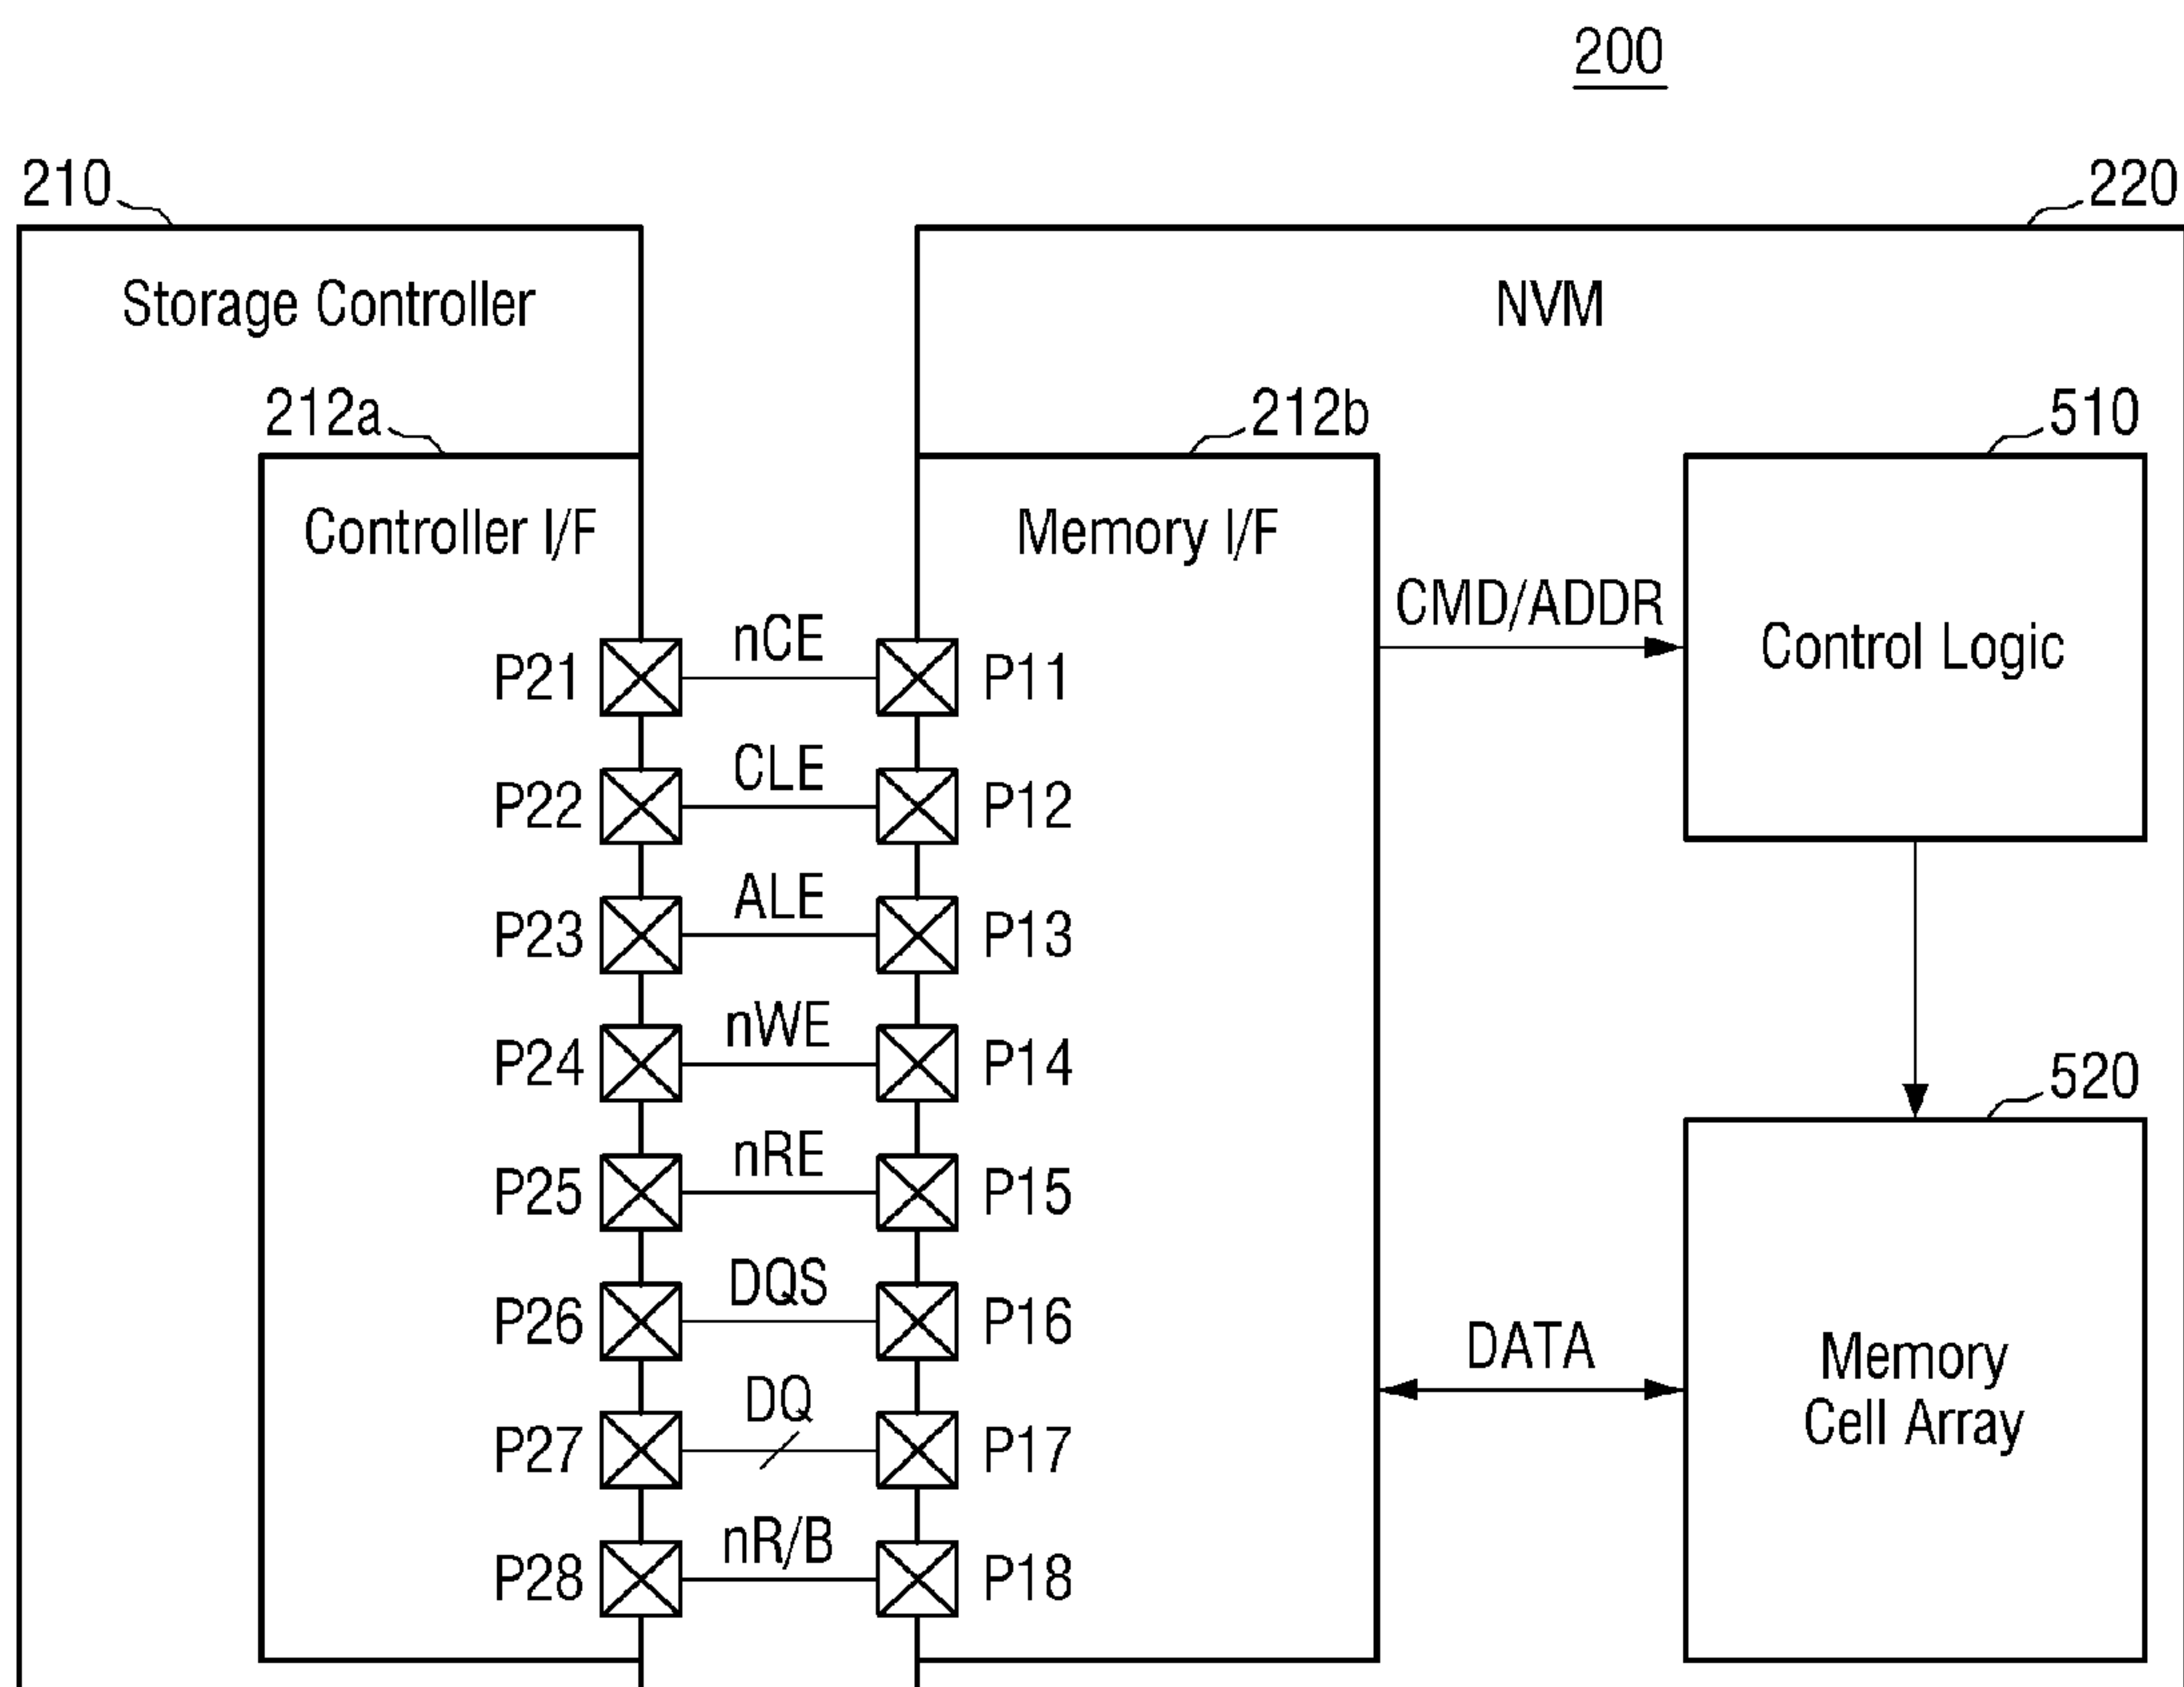 200
210
220
Storage Controller
NVM
212a
212b
510
Controller I/F
Memory I/F
CMD/ADDR
Control Logic
P21
nCE
P11
P22
CLE
P12
P23
ALE
P13
P24
nWE
P14
P25
nRE
P15
520
P26
DQS
P16
P27
DQ
P17
DATA
Memory
Cell Array
P28
nR/B
P18